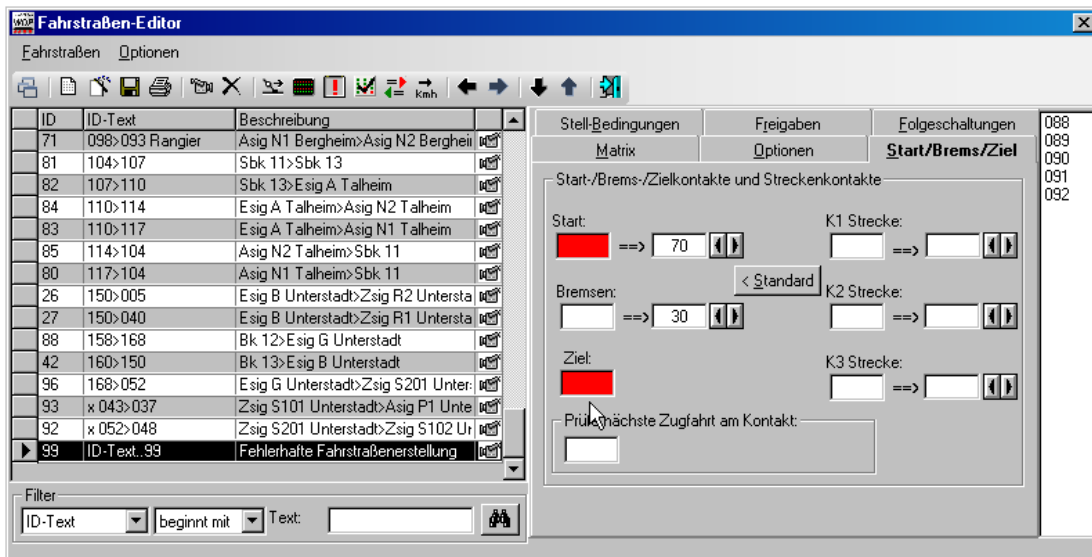 Fahrstraßen-Editor
Fahrstraßen Optionen
Kmh
ID ID-Text Beschreibung
71 098>093 Rangier Asig N1 Bergheim>Asig N2 Bergheii
81 104>107 Sbk 11>Sbk 13
82 107>110 Sbk 13>Esig A Talheim
84 110>114 Esig A Talheim>Asig N2 Talheim
83 110>117 Esig A Talheim>Asig N1 Talheim
85 114>104 Asig N2 Talheim>Sbk 11
80 117>104 Asig N1 Talheim>Sbk 11
26 150>005 Esig B Unterstadt>Zsig R2 Untersta
27 150>040 Esig B Unterstadt>Zsig R1 Untersta
88 158>168 Bk 12>Esig G Unterstadt
42 160>150 Bk 13>Esig B Unterstadt
96 168>052 Esig G Unterstadt>Zsig S201 Unter
93 x 043>037 Zsig S101 Unterstadt>Asig P1 Unte
92 x 052>048 Zsig S201 Unterstadt>Zsig S102 Ur
99 ID-Text..99 Fehlerhafte Fahrstraßenerstellung
Filter
ID-Text beginnt mit Text:
Stell-Bedingungen Freigaben Folgeschaltungen
Matrix Optionen Start/Brems/Ziel
Start-/Brems-/Zielkontakte und Streckenkontakte
Start: K1 Strecke:
==> 70 ==>
< Standard
Bremsen: K2 Strecke:
==> 30 ==>
Ziel: K3 Strecke:
==>
nächste Zugfahrt am Kontakt:
088
089
090
091
092